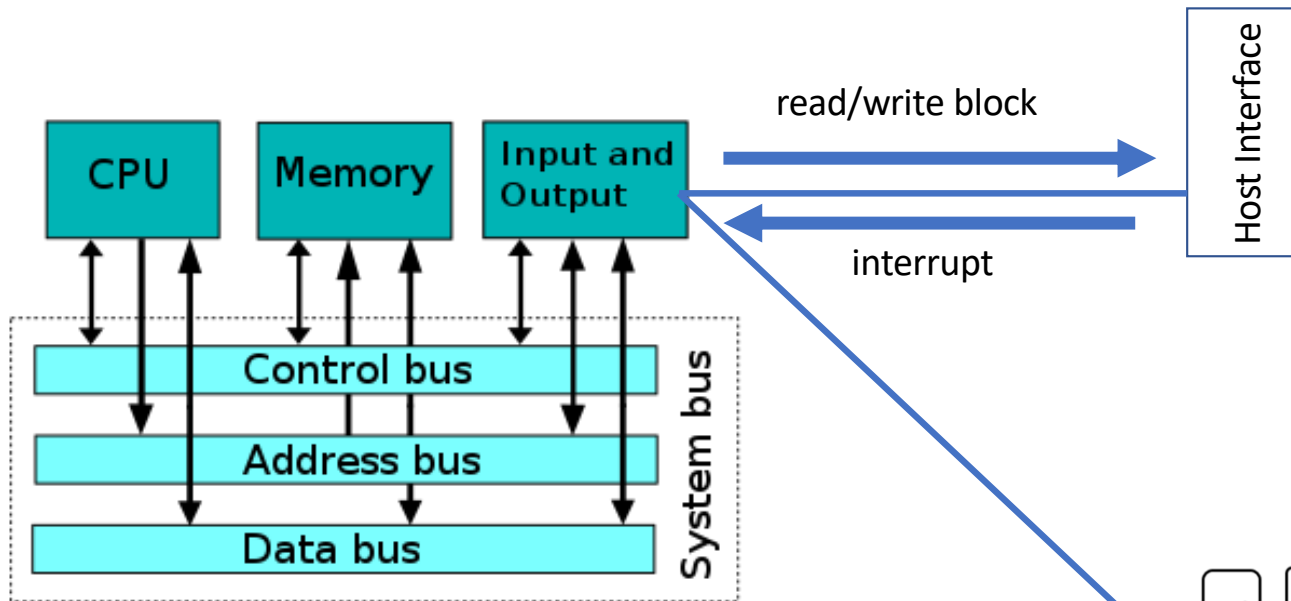 Host Interface
read/write block
CPU
Memory
Input and
Output
interrupt
Control bus
Address bus
Data bus
System bus